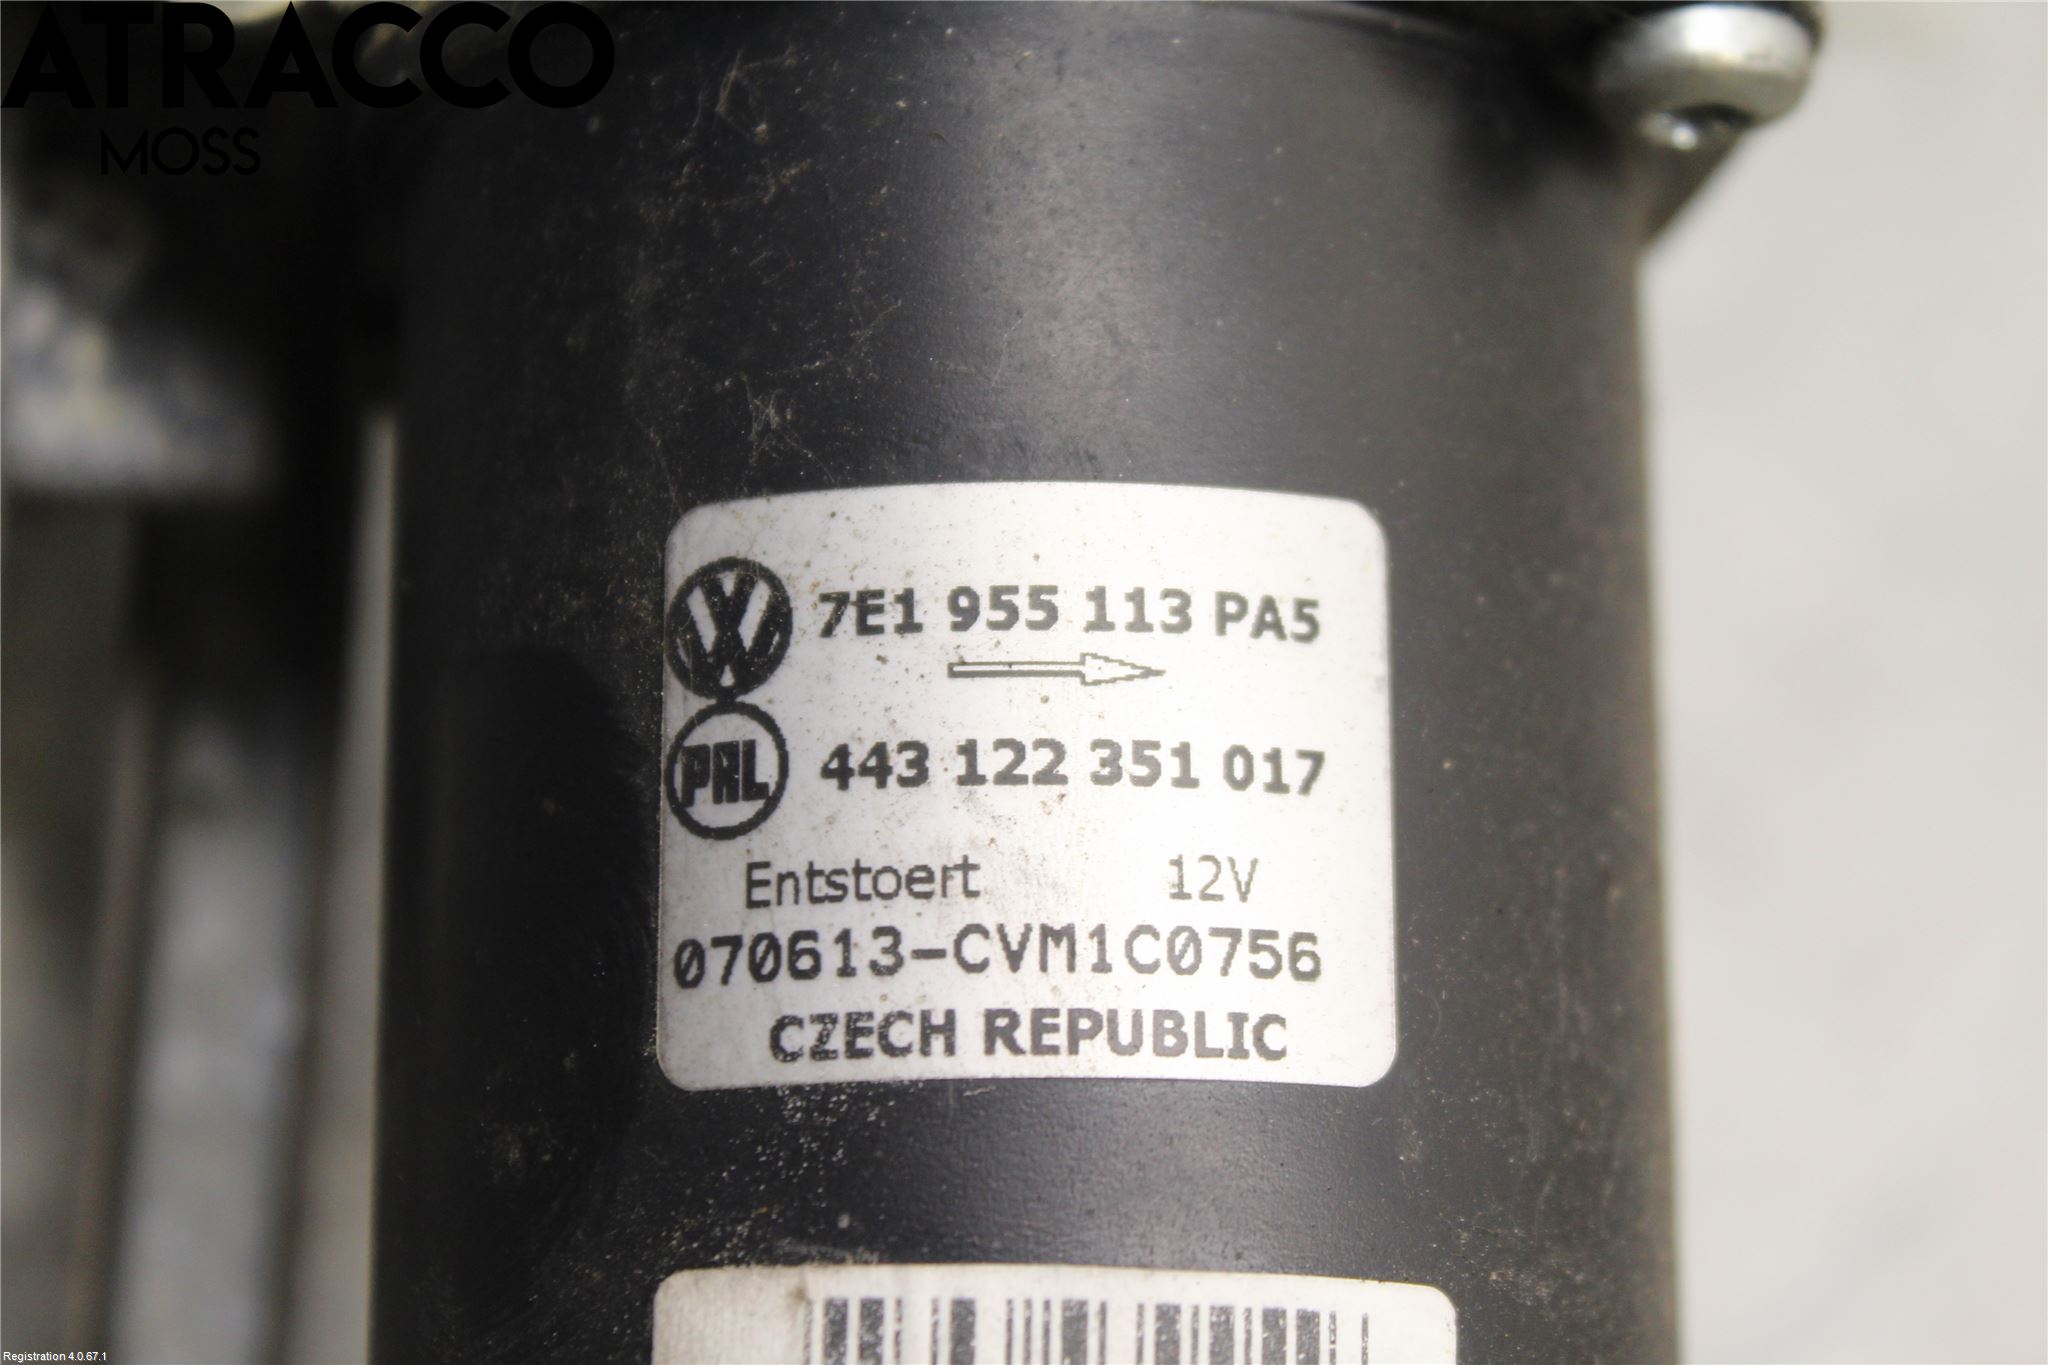 ATRACCO
MOSS
7E1 955 113 PA5
PAL 443 122 351 017
Entstoert 12V
070613-CVM1C0756
CZECH REPUBLIC
Registration 4.0.67.1